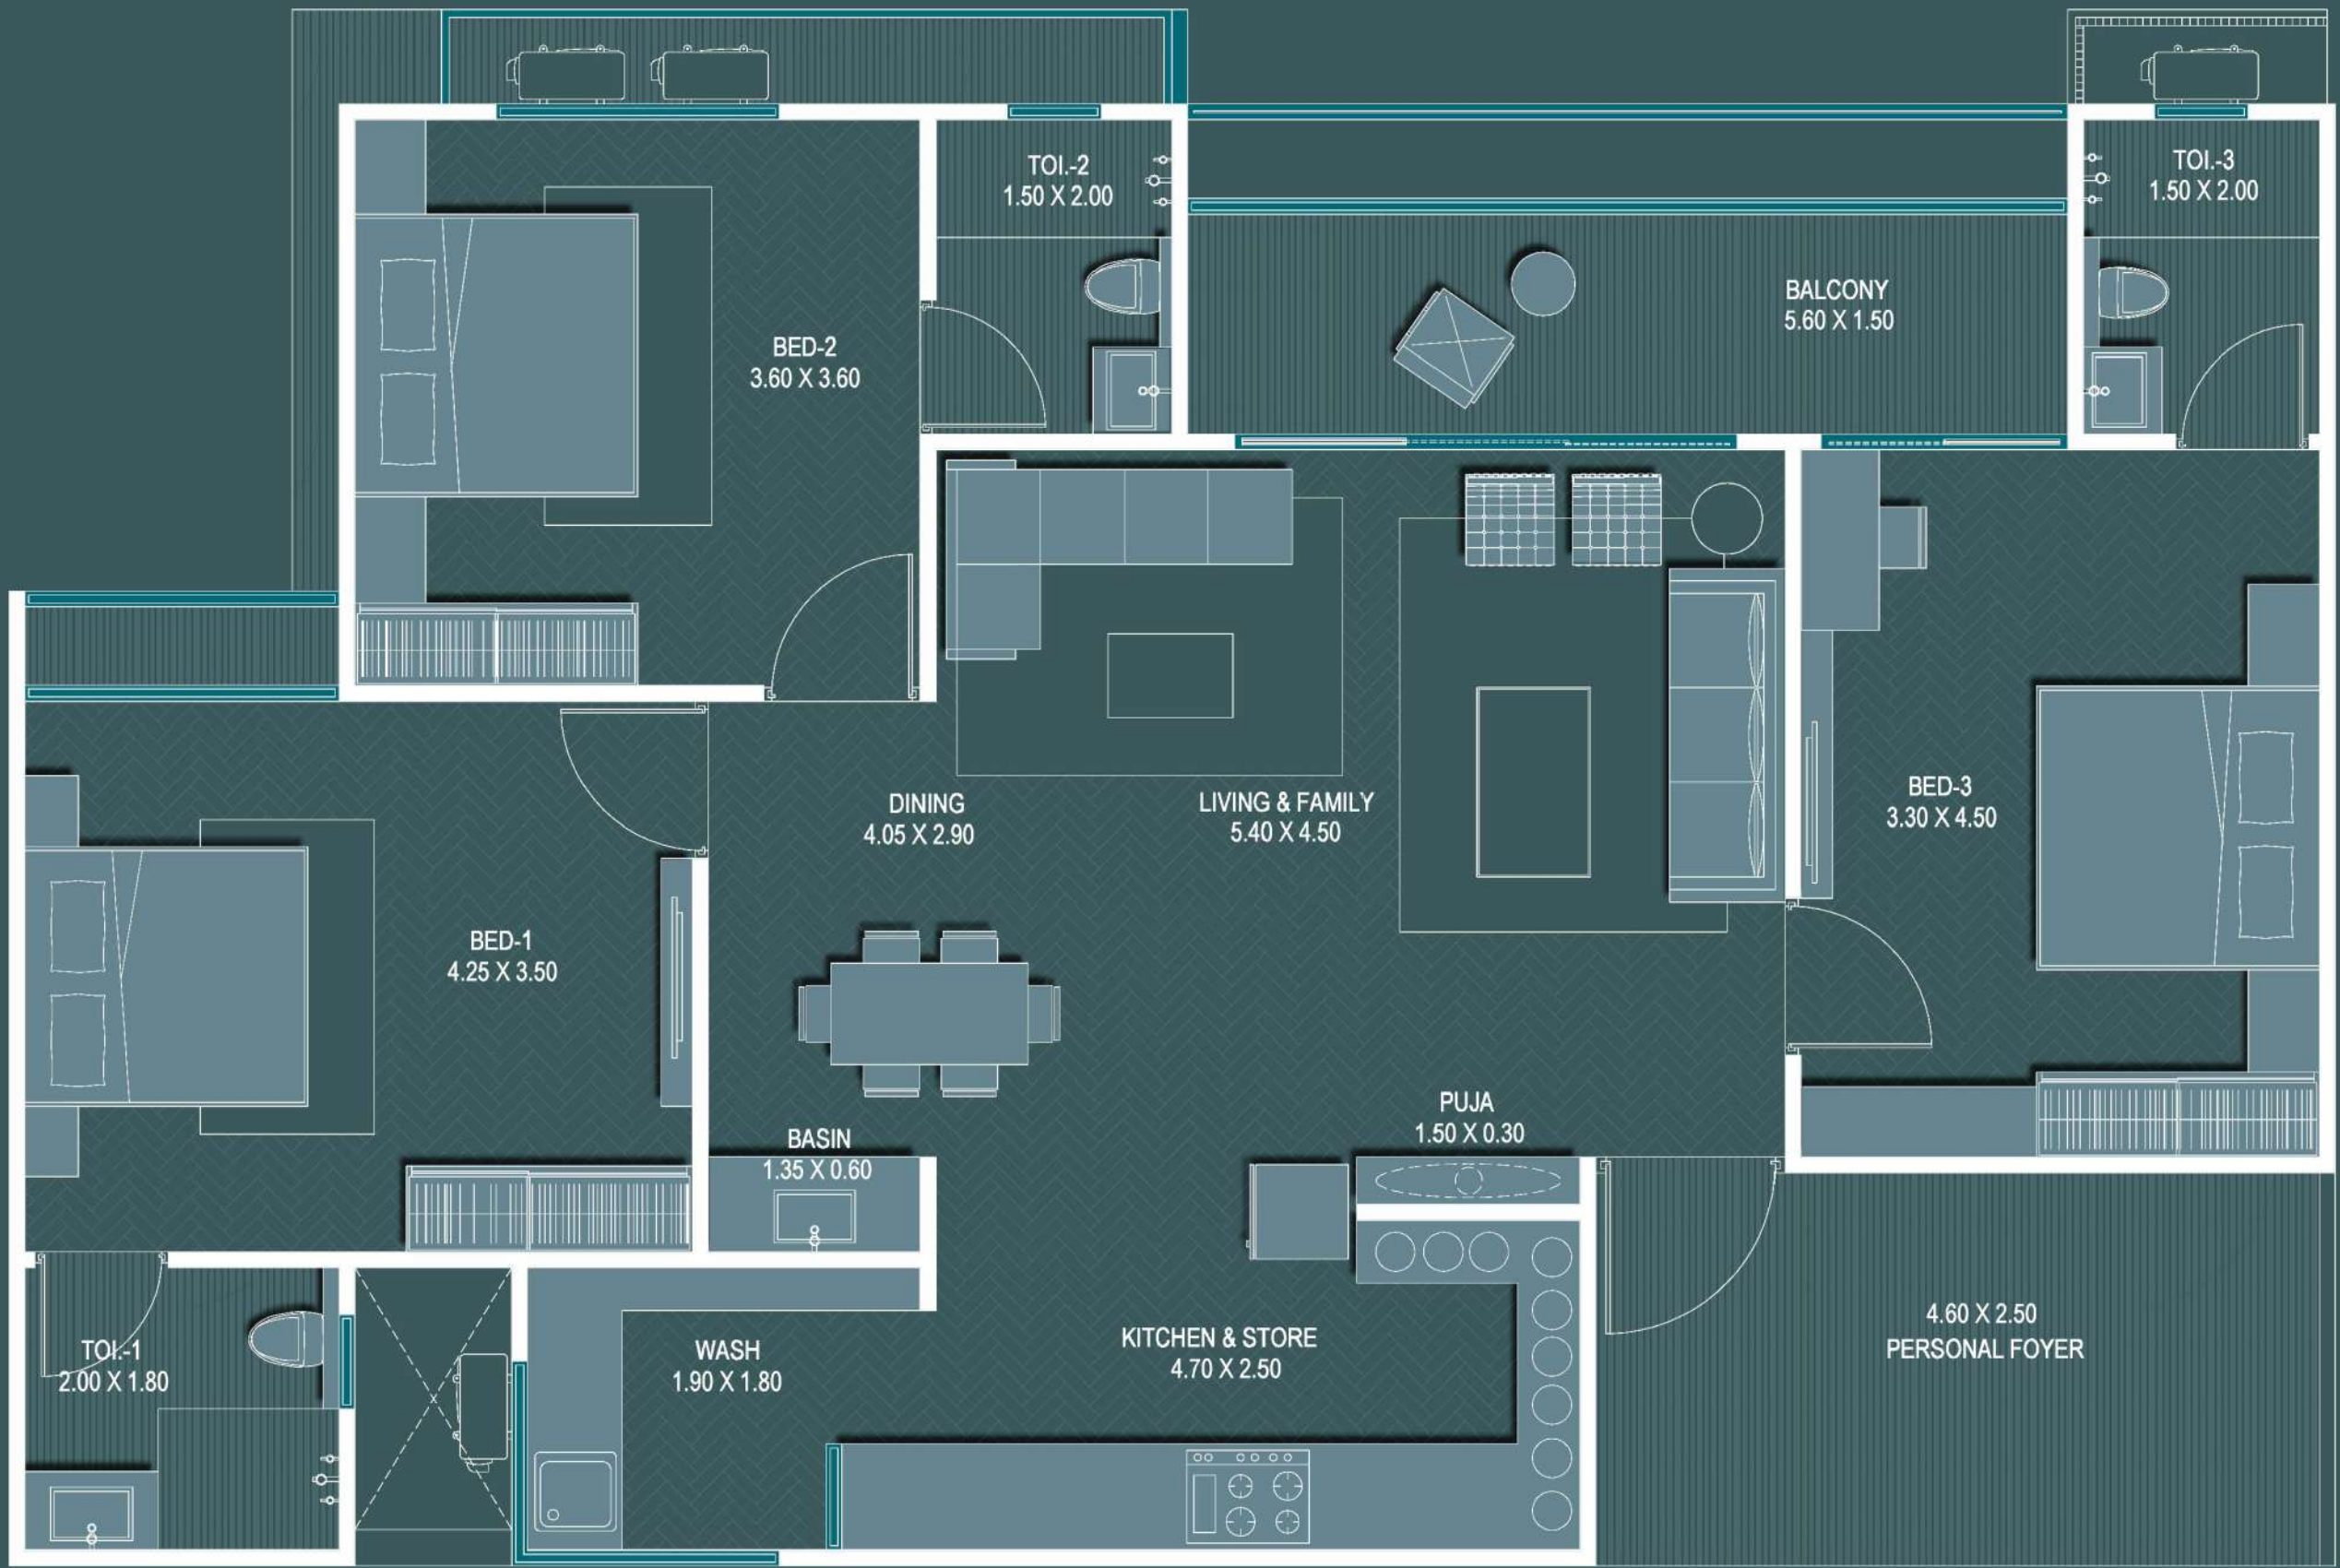 TOI.-2
1.50 X 2.00
TOI.-3
1.50 X 2.00
BALCONY
5.60 X 1.50
BED-2
3.60 X 3.60
DINING
4.05 X 2.90
LIVING & FAMILY
5.40 X 4.50
BED-3
3.30 X 4.50
BED-1
4.25 X 3.50
PUJA
1.50 X 0.30
BASIN
1.35 X 0.60
4.60 X 2.50
PERSONAL FOYER
TOI.-1
2.00 X 1.80
WASH
1.90 X 1.80
KITCHEN & STORE
4.70 X 2.50